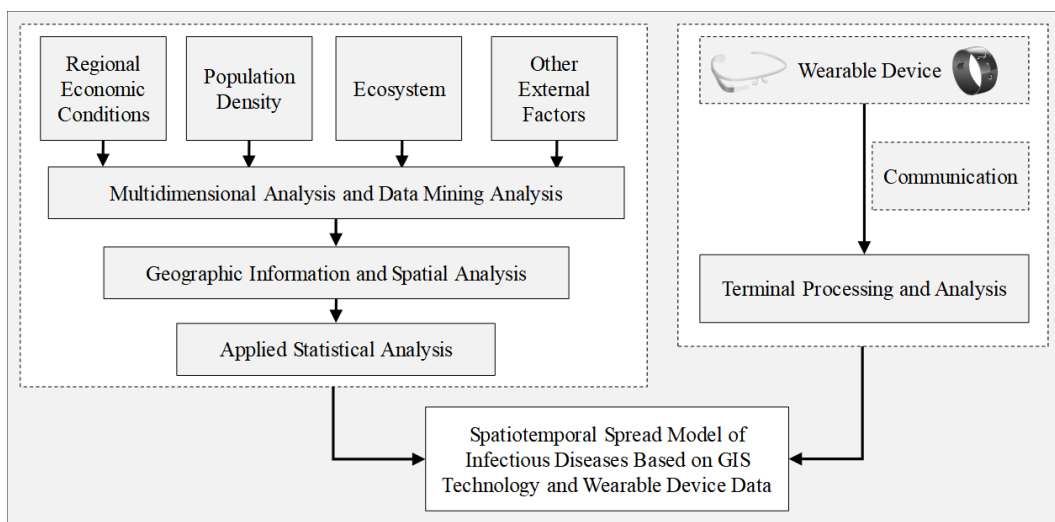 Regional
Economic
Conditions
Population
Density
Ecosystem
Other
External
Factors
Multidimensional Analysis and Data Mining Analysis
Geographic Information and Spatial Analysis
Applied Statistical Analysis
Wearable Device
Communication
Terminal Processing and Analysis
Spatiotemporal Spread Model of
Infectious Diseases Based on GIS
Technology and Wearable Device Data